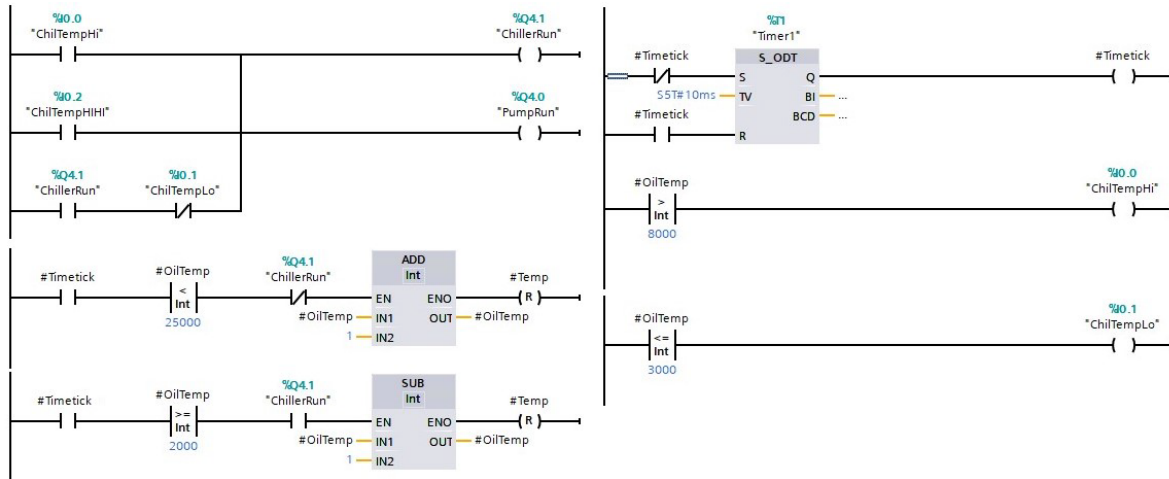 %I0.0
"ChilTempHi"
%Q4.1
"ChillerRun"
%I0.2
"ChilTempHIHI"
%Q4.0
"PumpRun"
%Q4.1
"ChillerRun"
%I0.1
"ChilTempLo"
#Timetick
#OilTemp
<
Int
25000
%Q4.1
"ChillerRun"
ADD
Int
EN
ENO
#OilTemp
IN1
OUT
#OilTemp
1
IN2
#Temp
R
#Timetick
#OilTemp
>=
Int
2000
%Q4.1
"ChillerRun"
SUB
Int
EN
ENO
#OilTemp
IN1
OUT
#OilTemp
1
IN2
#Temp
R
%T1
"Timer1"
#Timetick
S_ODT
S
Q
#Timetick
S5T#10ms
TV
BI
...
BCD
...
#Timetick
R
#OilTemp
>
Int
8000
%I0.0
"ChilTempHi"
#OilTemp
<=
Int
3000
%I0.1
"ChilTempLo"